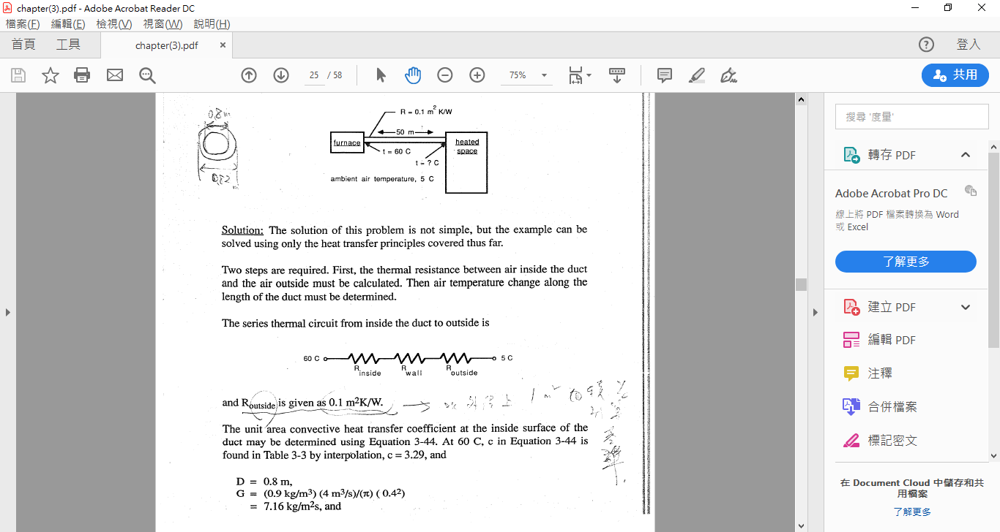 chapter(3).pdf - Adobe Acrobat Reader DC
檔案(F) 編輯(E) 檢視(V) 視窗(W) 說明(H)
首頁 工具 chapter(3).pdf × ? 登入
25 / 58 75% 共用
0.8 m
R = 0.1 m² K/W
50 m
furnace
heated
space
t = 60 C
t = ? C
ambient air temperature, 5 C
0.82
m
Solution: The solution of this problem is not simple, but the example can be
solved using only the heat transfer principles covered thus far.
Two steps are required. First, the thermal resistance between air inside the duct
and the air outside must be calculated. Then air temperature change along the
length of the duct must be determined.
The series thermal circuit from inside the duct to outside is
60 C 5 C
R inside R wall R outside
and Routside is given as 0.1 m²K/W.
1 m²
The unit area convective heat transfer coefficient at the inside surface of the
duct may be determined using Equation 3-44. At 60 C, c in Equation 3-44 is
found in Table 3-3 by interpolation, c = 3.29, and
D = 0.8 m,
G = (0.9 kg/m³) (4 m³/s)/(π) ( 0.4²)
= 7.16 kg/m²s, and
搜尋 '度量'
轉存 PDF
Adobe Acrobat Pro DC
線上將 PDF 檔案轉換為 Word
或 Excel
了解更多
建立 PDF
編輯 PDF
注釋
合併檔案
標記密文
在 Document Cloud 中儲存和共
用檔案
了解更多